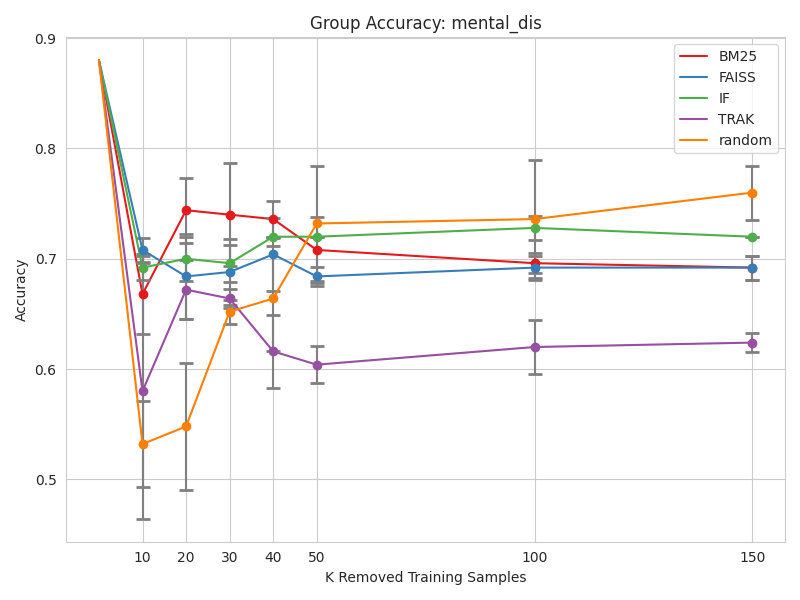 Group Accuracy: mental_dis
0.9
0.8
0.7
0.6
0.5
Accuracy
BM25
FAISS
IF
TRAK
random
10 20 30 40 50 100 150
K Removed Training Samples